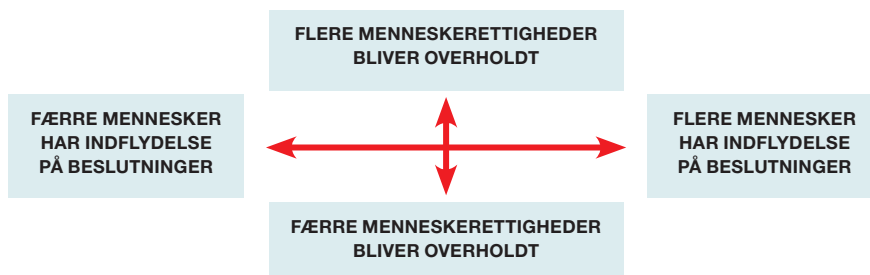 FLERE MENNESKERETTIGHEDER
BLIVER OVERHOLDT
FÆRRE MENNESKER
HAR INDFLYDELSE
PÅ BESLUTNINGER
FLERE MENNESKER
HAR INDFLYDELSE
PÅ BESLUTNINGER
FÆRRE MENNESKERETTIGHEDER
BLIVER OVERHOLDT